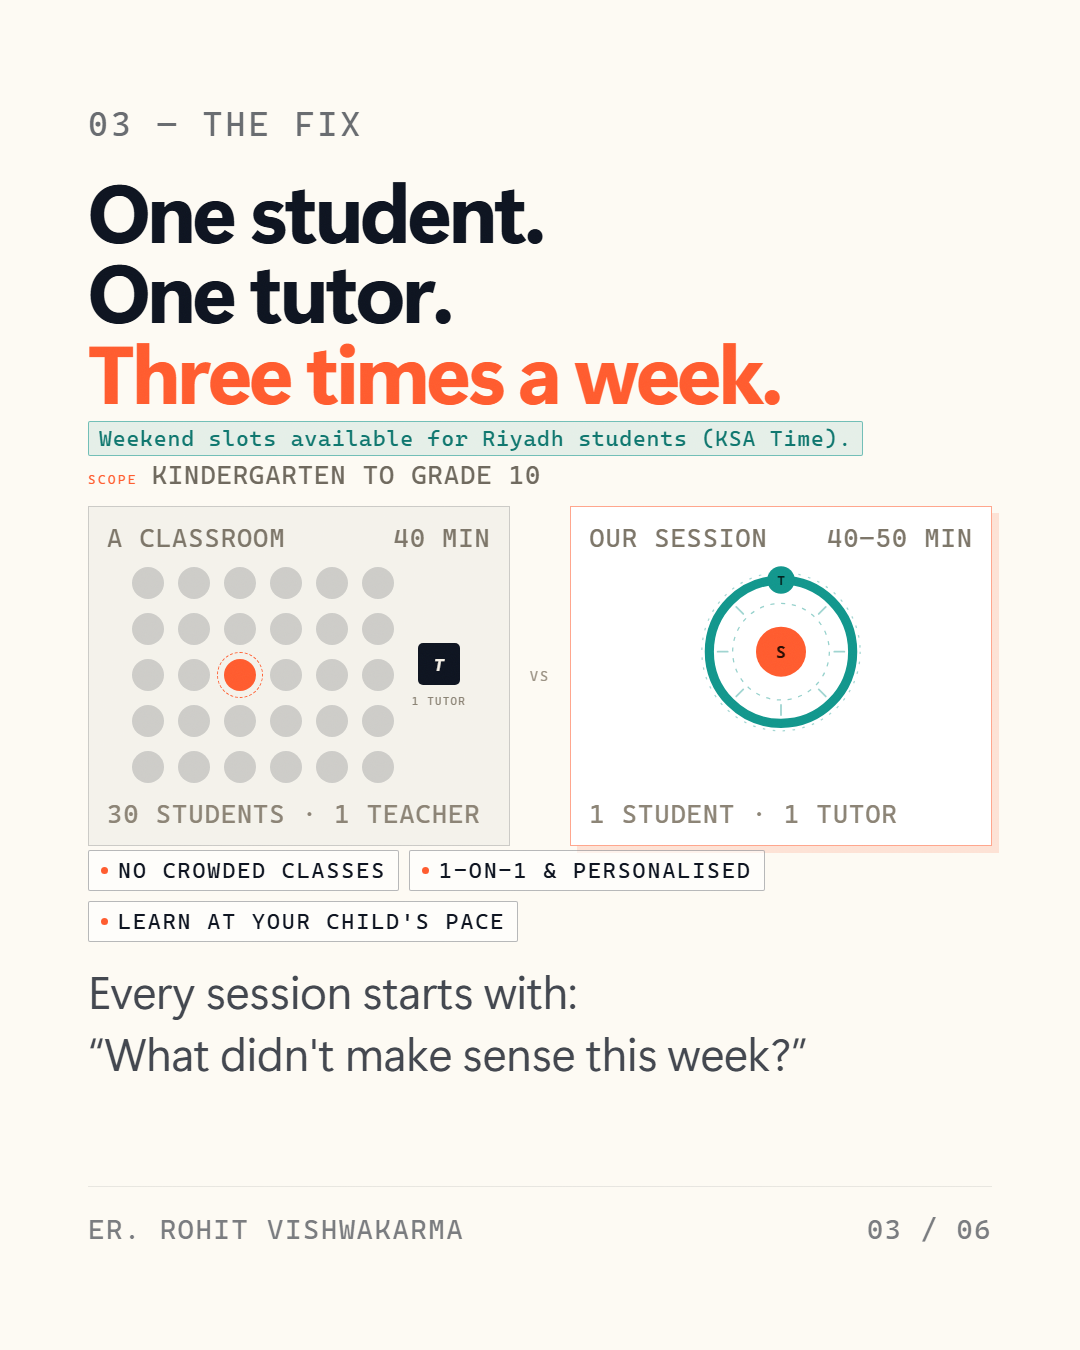 03 — THE FIX
One student.
One tutor.
Three times a week.
Weekend slots available for Riyadh students (KSA Time).
SCOPE KINDERGARTEN TO GRADE 10
A CLASSROOM 40 MIN
T
1 TUTOR
30 STUDENTS · 1 TEACHER
VS
OUR SESSION 40–50 MIN
T
S
1 STUDENT · 1 TUTOR
• NO CROWDED CLASSES • 1–ON–1 & PERSONALISED
• LEARN AT YOUR CHILD'S PACE
Every session starts with:
“What didn't make sense this week?”
ER. ROHIT VISHWAKARMA 03 / 06